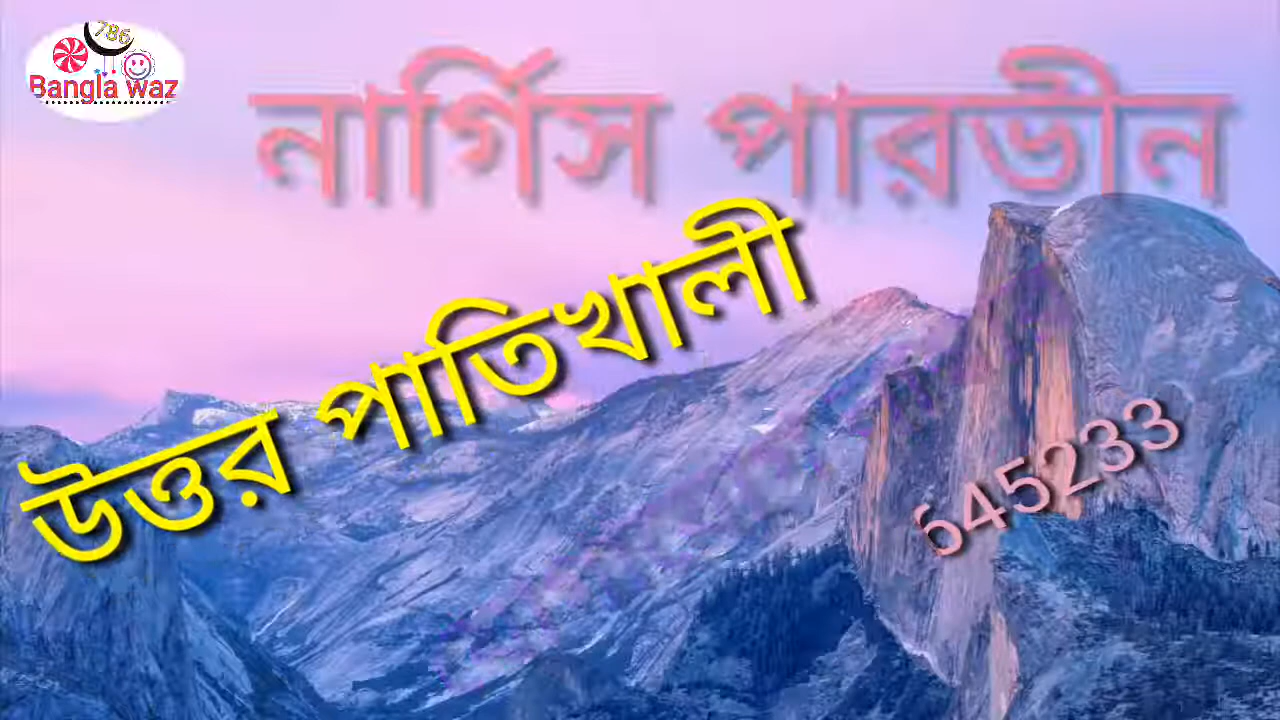 786
Bangla waz
নার্গিস পারভীন
উত্তর পাতিখালী
645233